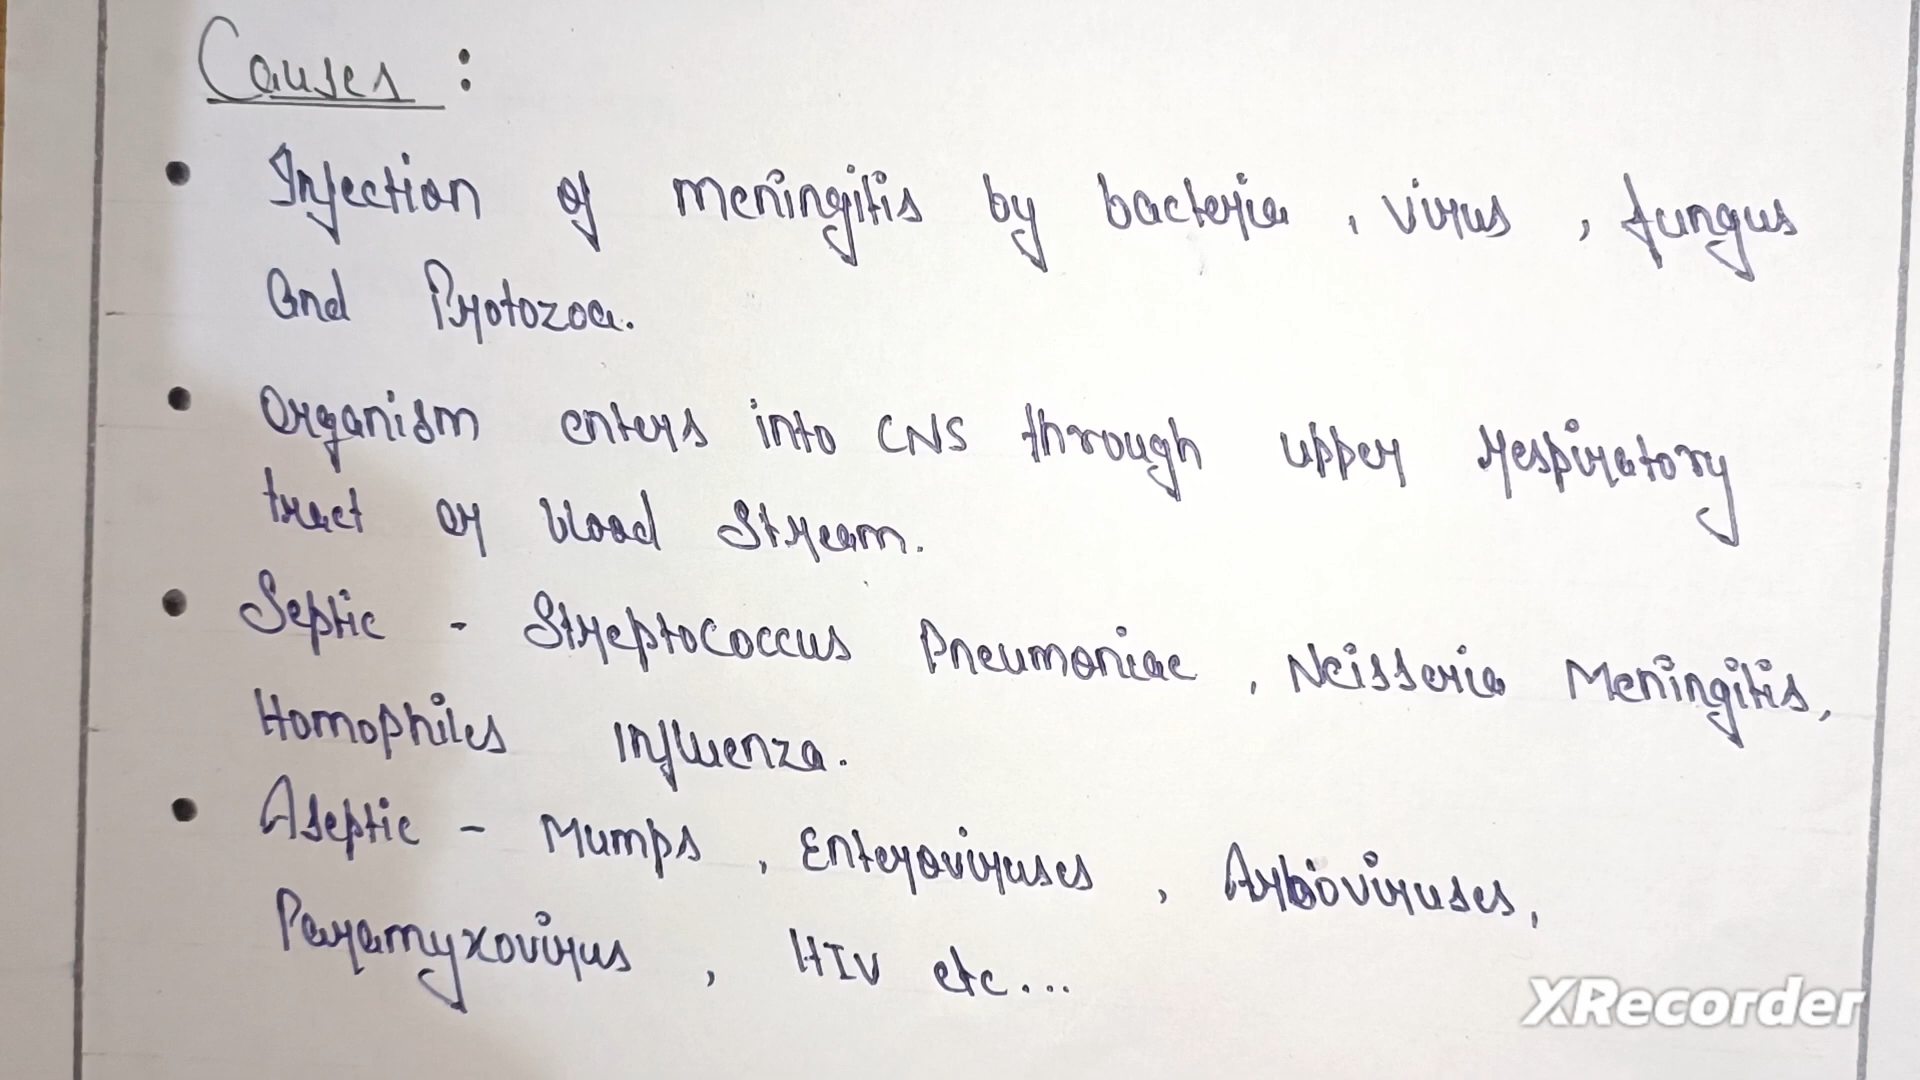 Causes :
• Infection of meningitis by bacteria, virus, fungus
and Protozoa.
• Organism enters into CNS through upper respiratory
tract or blood stream.
• Septic - Streptococcus Pneumoniae, Neisseria Meningitis,
Homophiles influenza.
• Aseptic - Mumps, Enteroviruses, Arboviruses,
Paramyxovirus, HIV etc...
XRecorder